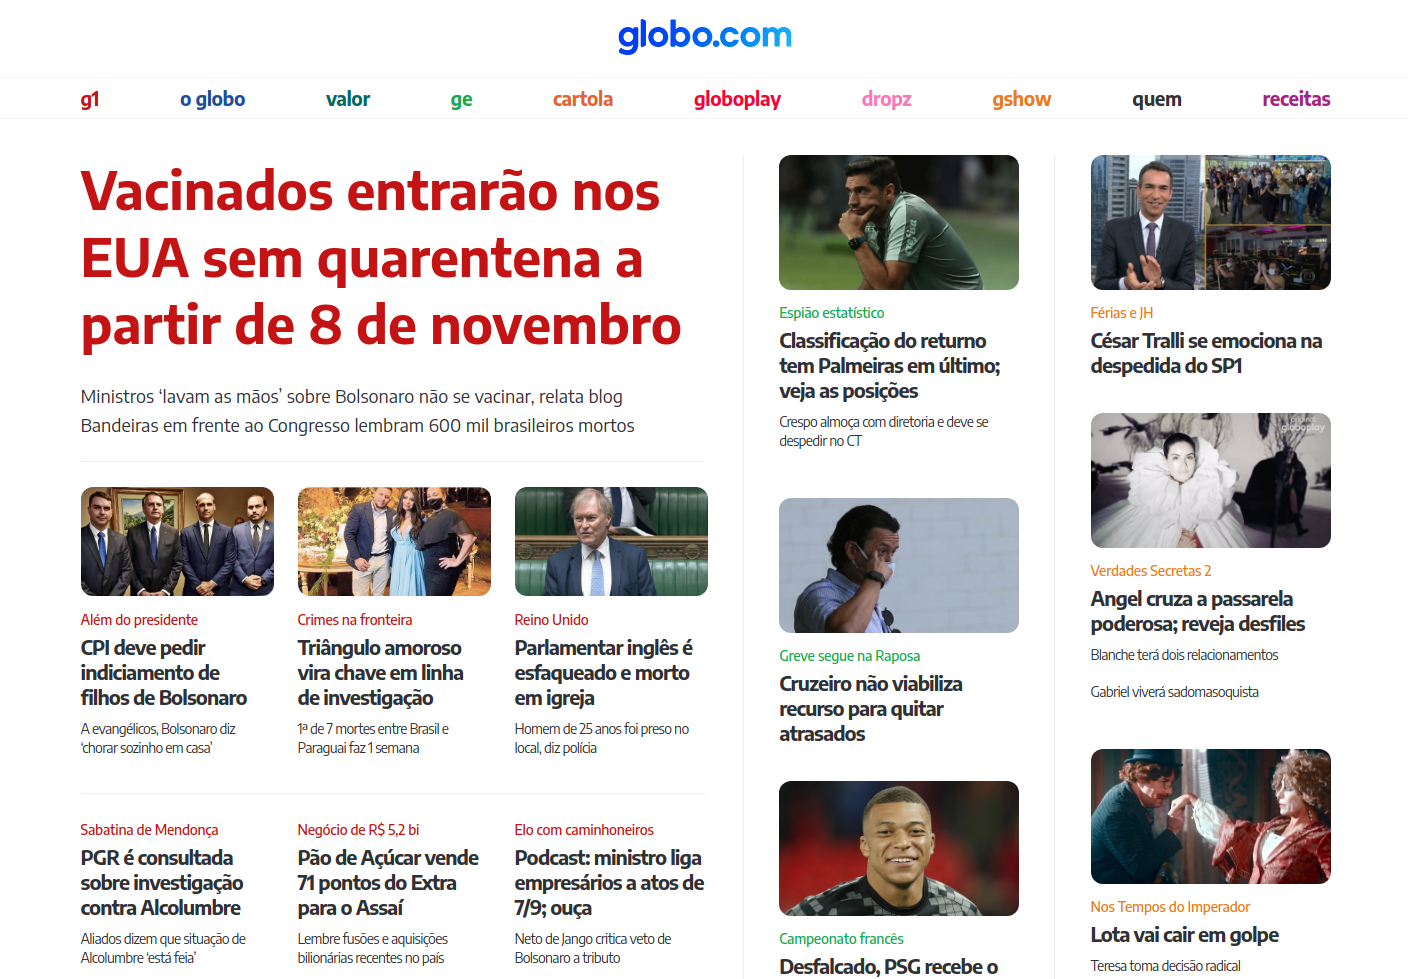 globo.com
g1
o globo
valor
ge
cartola
globoplay
dropz
gshow
quem
receitas
Vacinados entrarão nos
EUA sem quarentena a
partir de 8 de novembro
Ministros ‘lavam as mãos’ sobre Bolsonaro não se vacinar, relata blog
Bandeiras em frente ao Congresso lembram 600 mil brasileiros mortos
Além do presidente
CPI deve pedir
indiciamento de
filhos de Bolsonaro
A evangélicos, Bolsonaro diz
‘chorar sozinho em casa’
Crimes na fronteira
Triângulo amoroso
vira chave em linha
de investigação
1ª de 7 mortes entre Brasil e
Paraguai faz 1 semana
Reino Unido
Parlamentar inglês é
esfaqueado e morto
em igreja
Homem de 25 anos foi preso no
local, diz polícia
Sabatina de Mendonça
PGR é consultada
sobre investigação
contra Alcolumbre
Aliados dizem que situação de
Alcolumbre ‘está feia’
Negócio de R$ 5,2 bi
Pão de Açúcar vende
71 pontos do Extra
para o Assaí
Lembre fusões e aquisições
bilionárias recentes no país
Elo com caminhoneiros
Podcast: ministro liga
empresários a atos de
7/9; ouça
Neto de Jango critica veto de
Bolsonaro a tributo
Espião estatístico
Classificação do returno
tem Palmeiras em último;
veja as posições
Crespo almoça com diretoria e deve se
despedir no CT
Greve segue na Raposa
Cruzeiro não viabiliza
recurso para quitar
atrasados
Campeonato francês
Desfalcado, PSG recebe o
Férias e JH
César Tralli se emociona na
despedida do SP1
globoplay
Verdades Secretas 2
Angel cruza a passarela
poderosa; reveja desfiles
Blanche terá dois relacionamentos
Gabriel viverá sadomasoquista
Nos Tempos do Imperador
Lota vai cair em golpe
Teresa toma decisão radical